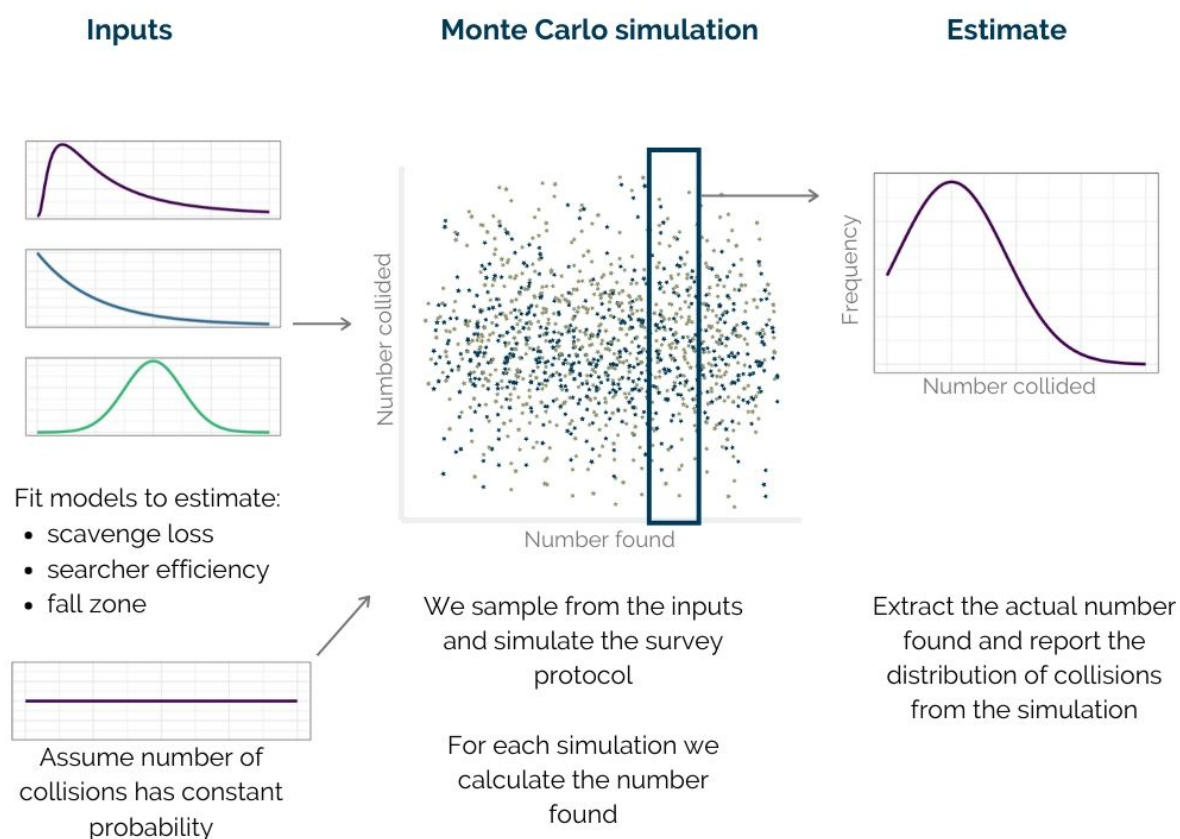 Inputs
Monte Carlo simulation
Estimate
Fit models to estimate:
• scavenge loss
• searcher efficiency
• fall zone
Assume number of
collisions has constant
probability
Number collided
Number found
We sample from the inputs
and simulate the survey
protocol
For each simulation we
calculate the number
found
Frequency
Number collided
Extract the actual number
found and report the
distribution of collisions
from the simulation